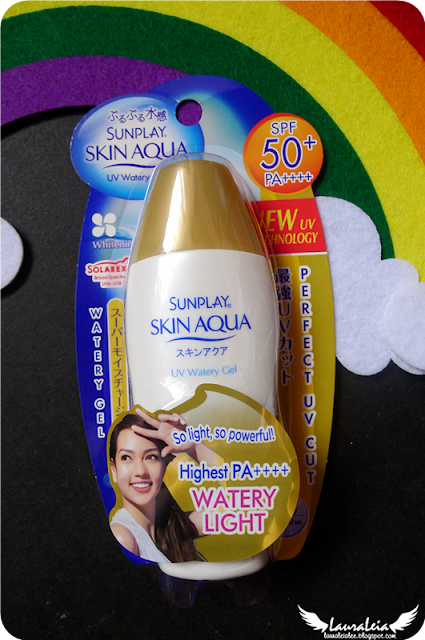 ぷるぷる水感
SUNPLAY®
SKIN AQUA
UV Watery
SPF
50+
PA++++
NEW UV
TECHNOLOGY
Whitening
SOLAREX
WATERY GEL
スーパーモイスチャー
最強UVカット
PERFECT UV CUT
SUNPLAY®
SKIN AQUA
スキンアクア
UV Watery Gel
So light, so powerful!
Highest PA++++
WATERY
LIGHT
LauraLeia
lauraleialee.blogspot.com